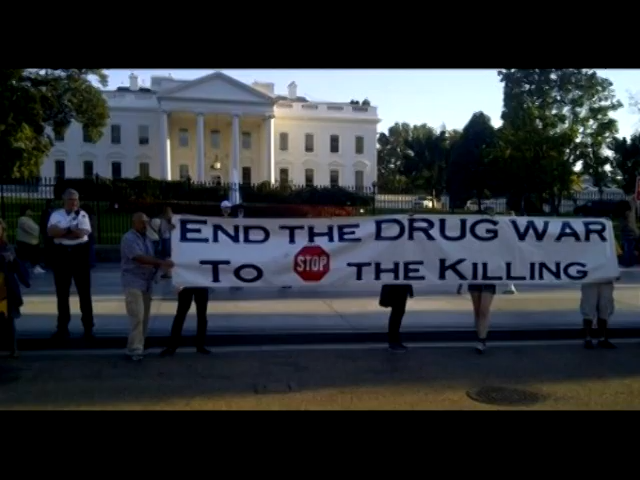 END THE DRUG WAR
TO STOP THE KILLING